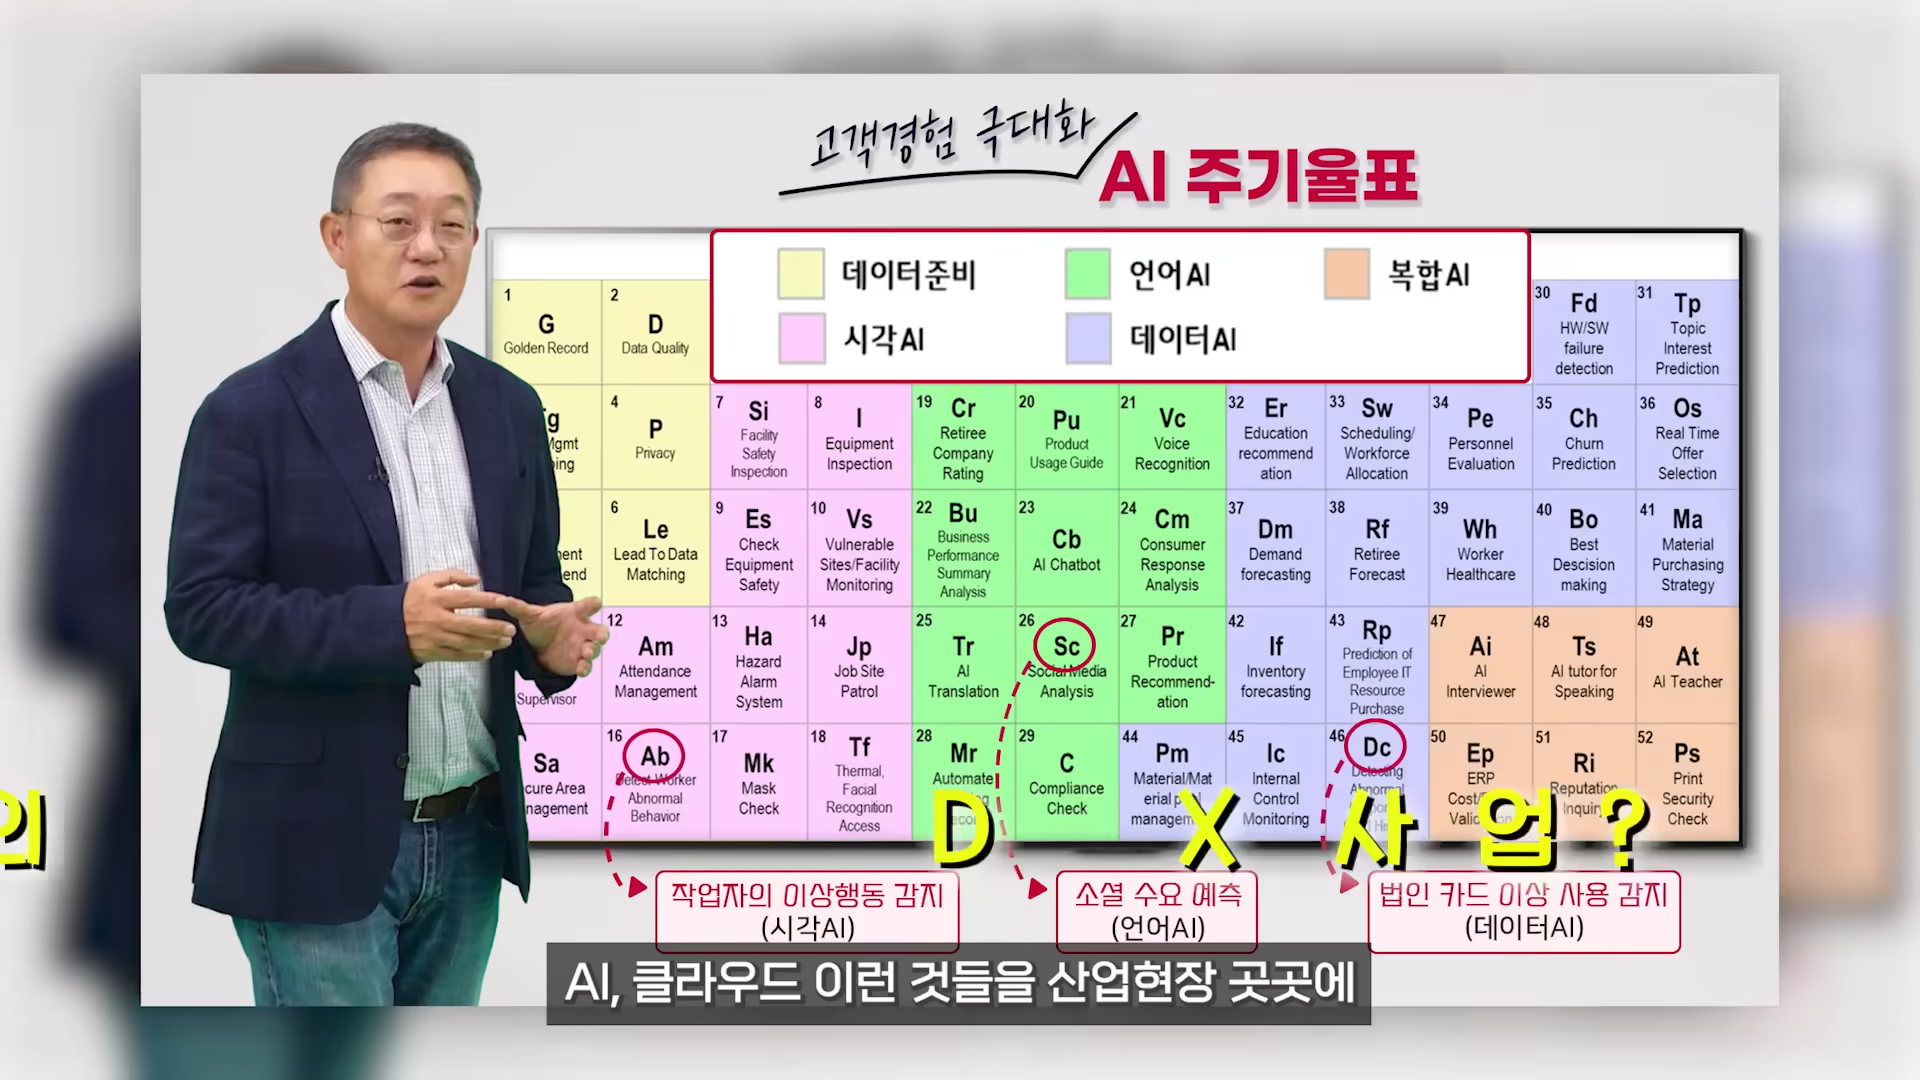 고객경험 극대화
AI 주기율표
데이터준비
언어AI
복합AI
시각AI
데이터AI
1
G
Golden Record
2
D
Data Quality
30
Fd
HW/SW
failure
detection
31
Tp
Topic
Interest
Prediction
4
P
Privacy
7
Si
Facility
Safety
Inspection
8
I
Equipment
Inspection
19
Cr
Retiree
Company
Rating
20
Pu
Product
Usage Guide
21
Vc
Voice
Recognition
32
Er
Education
recommend
ation
33
Sw
Scheduling/
Workforce
Allocation
34
Pe
Personnel
Evaluation
35
Ch
Churn
Prediction
36
Os
Real Time
Offer
Selection
6
Le
Lead To Data
Matching
9
Es
Check
Equipment
Safety
10
Vs
Vulnerable
Sites/Facility
Monitoring
22
Bu
Business
Performance
Summary
Analysis
23
Cb
AI Chatbot
24
Cm
Consumer
Response
Analysis
37
Dm
Demand
forecasting
38
Rf
Retiree
Forecast
39
Wh
Worker
Healthcare
40
Bo
Best
Descision
making
41
Ma
Material
Purchasing
Strategy
Supervisor
12
Am
Attendance
Management
13
Ha
Hazard
Alarm
System
14
Jp
Job Site
Patrol
25
Tr
AI
Translation
26
Sc
Social Media
Analysis
27
Pr
Product
Recommend-
ation
42
If
Inventory
forecasting
43
Rp
Prediction of
Employee IT
Resource
Purchase
47
Ai
AI
Interviewer
48
Ts
AI tutor for
Speaking
49
At
AI Teacher
Sa
Area
16
Ab
Detect Worker
Abnormal
Behavior
17
Mk
Mask
Check
18
Tf
Thermal,
Facial
Recognition
Access
28
Mr
Automate
29
C
Compliance
Check
44
Pm
Material/Mat
45
Ic
Internal
Control
Monitoring
46
Dc
Detecting
Abnormal
50
Ep
ERP
51
Ri
Reputation
52
Ps
Print
Security
Check
의 D X 사 업 ?
작업자의 이상행동 감지
(시각AI)
소셜 수요 예측
(언어AI)
법인 카드 이상 사용 감지
(데이터AI)
AI, 클라우드 이런 것들을 산업현장 곳곳에